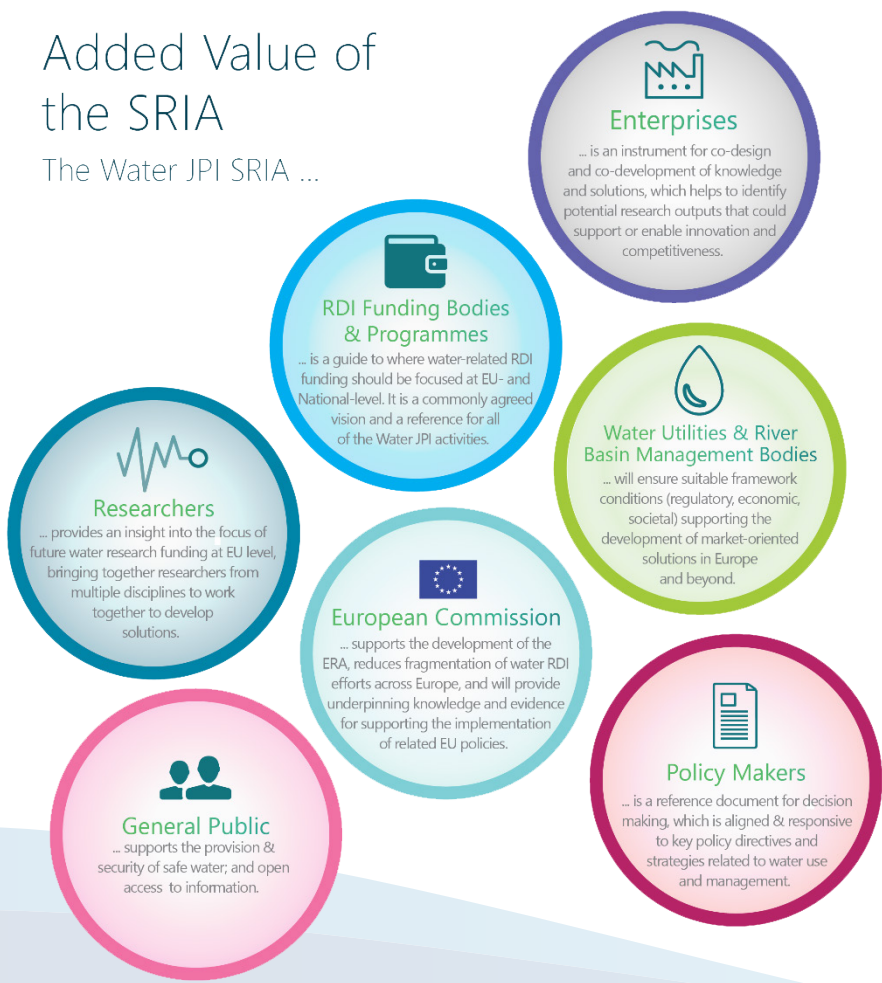 Added Value of
the SRIA
The Water JPI SRIA ...
Enterprises
... is an instrument for co-design
and co-development of knowledge
and solutions, which helps to identify
potential research outputs that could
support or enable innovation and
competitiveness.
RDI Funding Bodies
& Programmes
... is a guide to where water-related RDI
funding should be focused at EU- and
National-level. It is a commonly agreed
vision and a reference for all
of the Water JPI activities.
Water Utilities & River
Basin Management Bodies
... will ensure suitable framework
conditions (regulatory, economic,
societal) supporting the
development of market-oriented
solutions in Europe
and beyond.
Researchers
... provides an insight into the focus of
future water research funding at EU level,
bringing together researchers from
multiple disciplines to work
together to develop
solutions.
European Commission
... supports the development of the
ERA, reduces fragmentation of water RDI
efforts across Europe, and will provide
underpinning knowledge and evidence
for supporting the implementation
of related EU policies.
Policy Makers
... is a reference document for decision
making, which is aligned & responsive
to key policy directives and
strategies related to water use
and management.
General Public
... supports the provision &
security of safe water; and open
access to information.